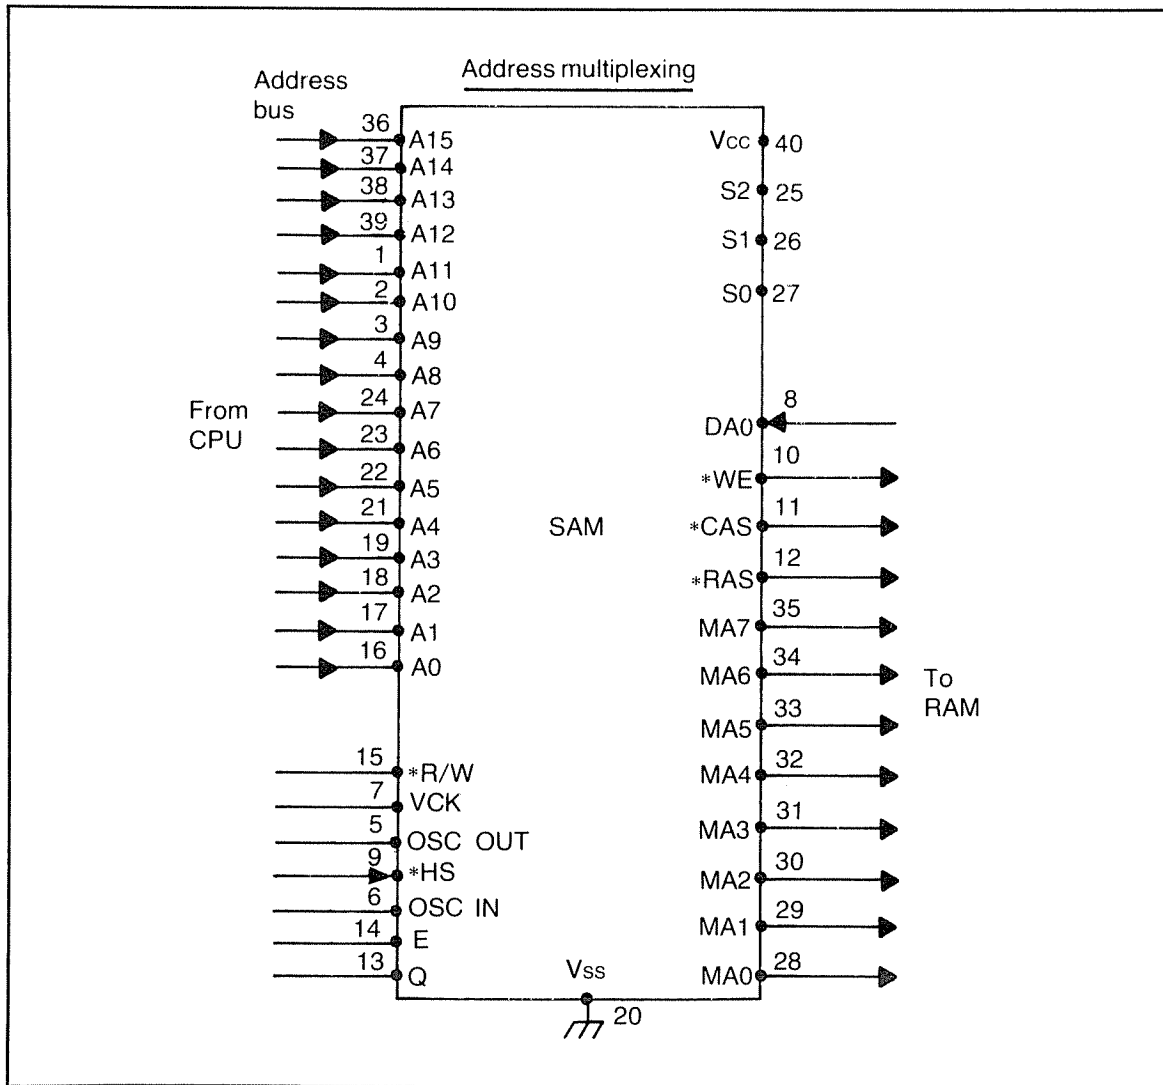 Address multiplexing
Address
bus
36 A15
37 A14
38 A13
39 A12
1 A11
2 A10
3 A9
4 A8
24 A7
23 A6
22 A5
21 A4
19 A3
18 A2
17 A1
16 A0
From
CPU
15 *R/W
7 VCK
5 OSC OUT
9 *HS
6 OSC IN
14 E
13 Q
SAM
Vss
20
Vcc 40
S2 25
S1 26
S0 27
DA0 8
*WE 10
*CAS 11
*RAS 12
MA7 35
MA6 34
MA5 33
MA4 32
MA3 31
MA2 30
MA1 29
MA0 28
To
RAM